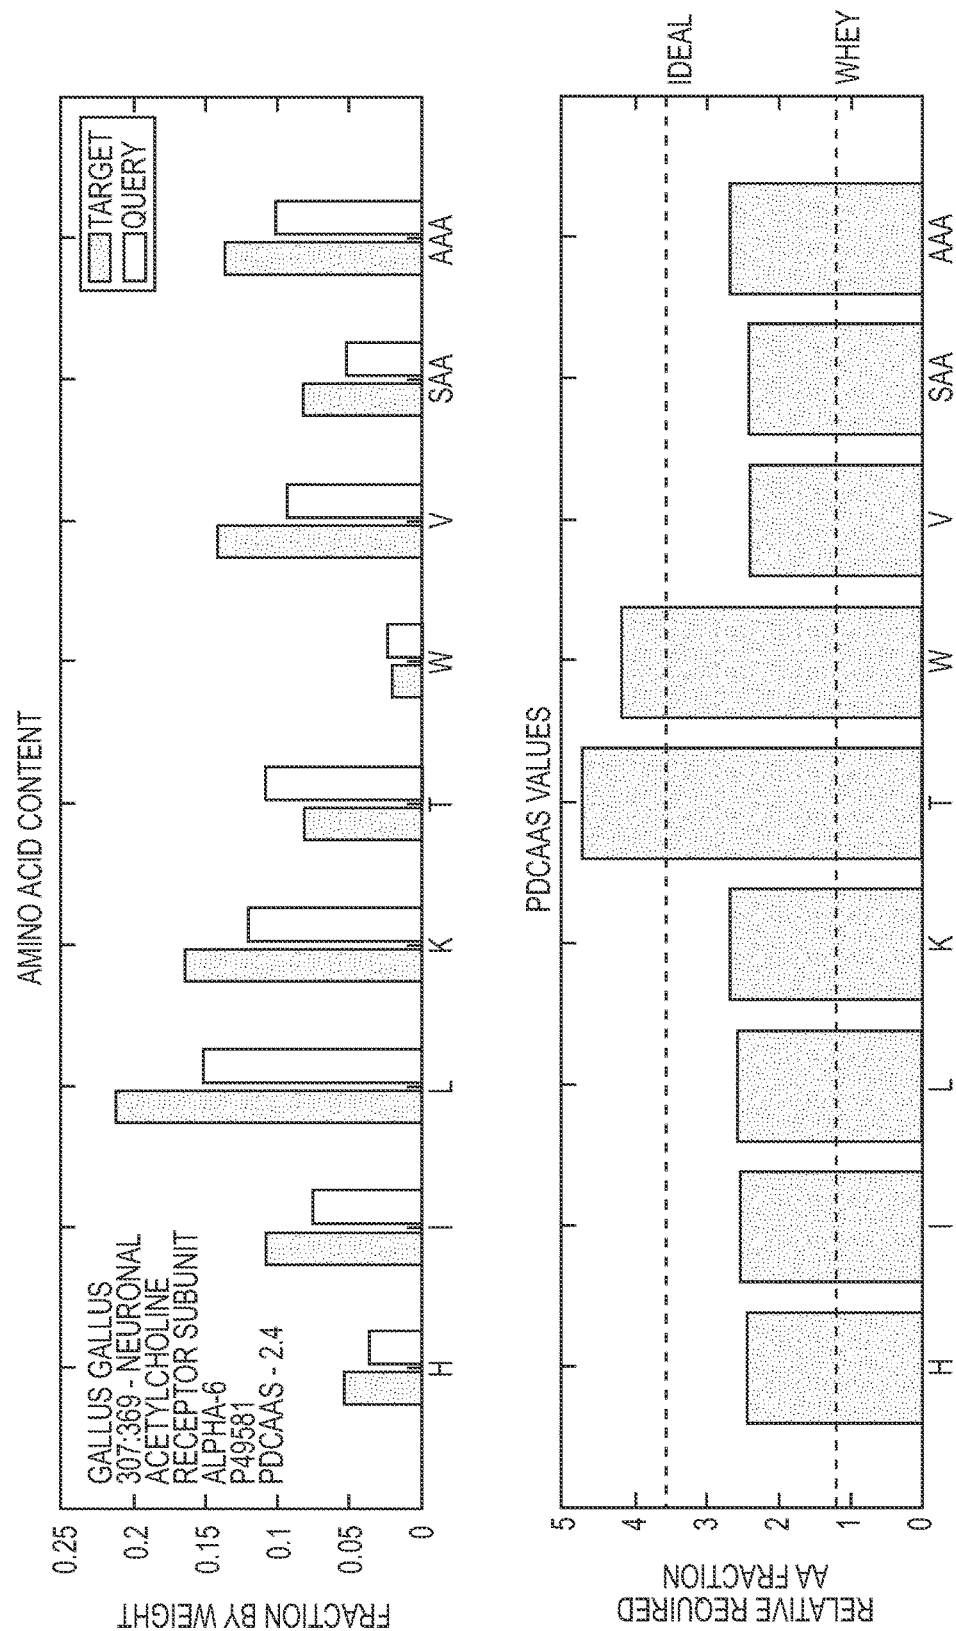 AMINO ACID CONTENT
FRACTION BY WEIGHT
0.25
0.2
0.15
0.1
0.05
0
GALLUS GALLUS
307:369 - NEURONAL
ACETYLCHOLINE
RECEPTOR SUBUNIT
ALPHA-6
P49581
PDCAAS - 2.4
TARGET
QUERY
H I L K T W V SAA AAA
PDCAAS VALUES
RELATIVE REQUIRED
AA FRACTION
5
4
3
2
1
0
IDEAL
WHEY
H I L K T W V SAA AAA